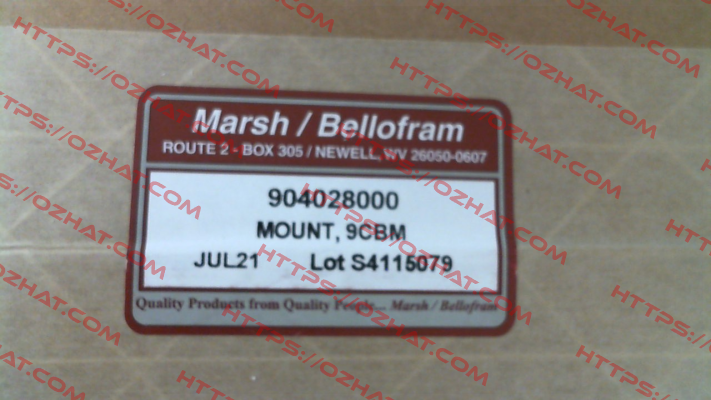 Marsh / Bellofram
ROUTE 2 - BOX 305 / NEWELL, WV 26050-0607
904028000
MOUNT, 9CBM
JUL21 Lot S4115079
Quality Products from Quality People... Marsh / Bellofram
HTTPS://OZHAT.COM